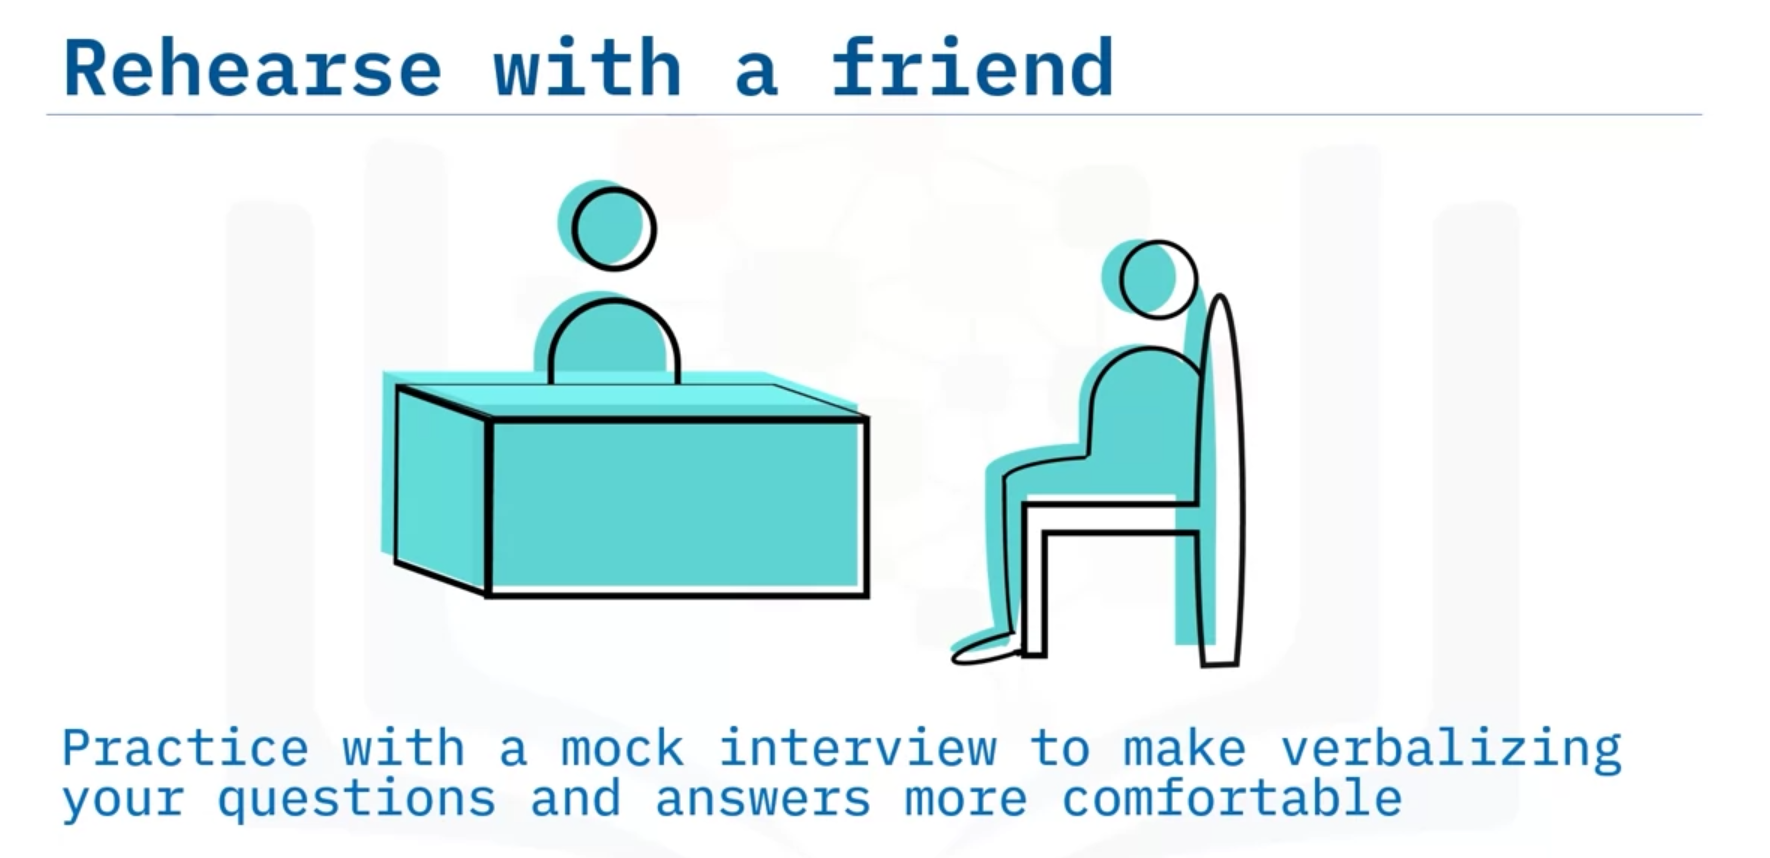 Rehearse with a friend
Practice with a mock interview to make verbalizing
your questions and answers more comfortable